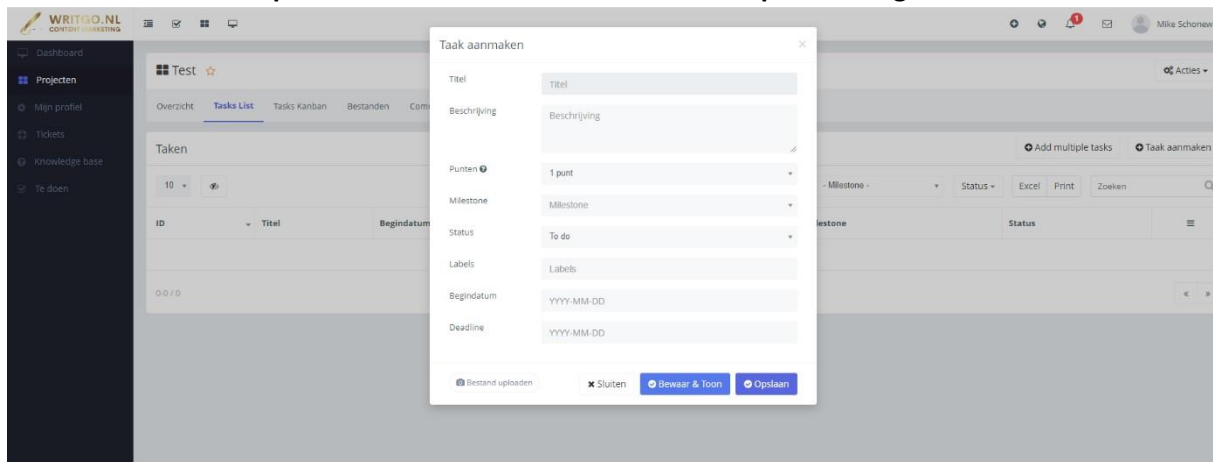 WRITGO.NL
CONTENT MARKETING
1
Mike Schonew
Dashboard
Projecten
Mijn profiel
Tickets
Knowledge base
Te doen
Test
Acties
Overzicht
Tasks List
Tasks Kanban
Bestanden
Com
Taken
Add multiple tasks
Taak aanmaken
10
- Milestone -
Status
Excel
Print
Zoeken
ID
Titel
Begindatum
lestone
Status
0-0 / 0
«
»
Taak aanmaken
×
Titel
Titel
Beschrijving
Beschrijving
Punten
1 punt
Milestone
Milestone
Status
To do
Labels
Labels
Begindatum
YYYY-MM-DD
Deadline
YYYY-MM-DD
Bestand uploaden
Sluiten
Bewaar & Toon
Opslaan